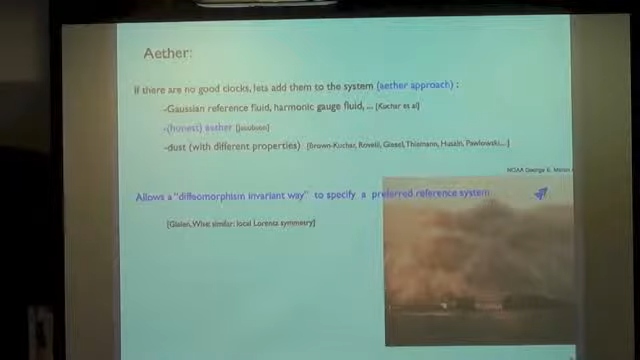 Aether:
If there are no good clocks, lets add them to the system (aether approach) :
-Gaussian reference fluid, harmonic gauge fluid, ... [Kuchar et al]
-(honest) aether [Jacobson]
-dust (with different properties) [Brown-Kuchar, Rovelli, Giesel, Thiemann, Husain, Pawlowski...]
NOAA George E. Marsh
Allows a "diffeomorphism invariant way" to specify a preferred reference system
[Gielen, Wise similar: local Lorentz symmetry]